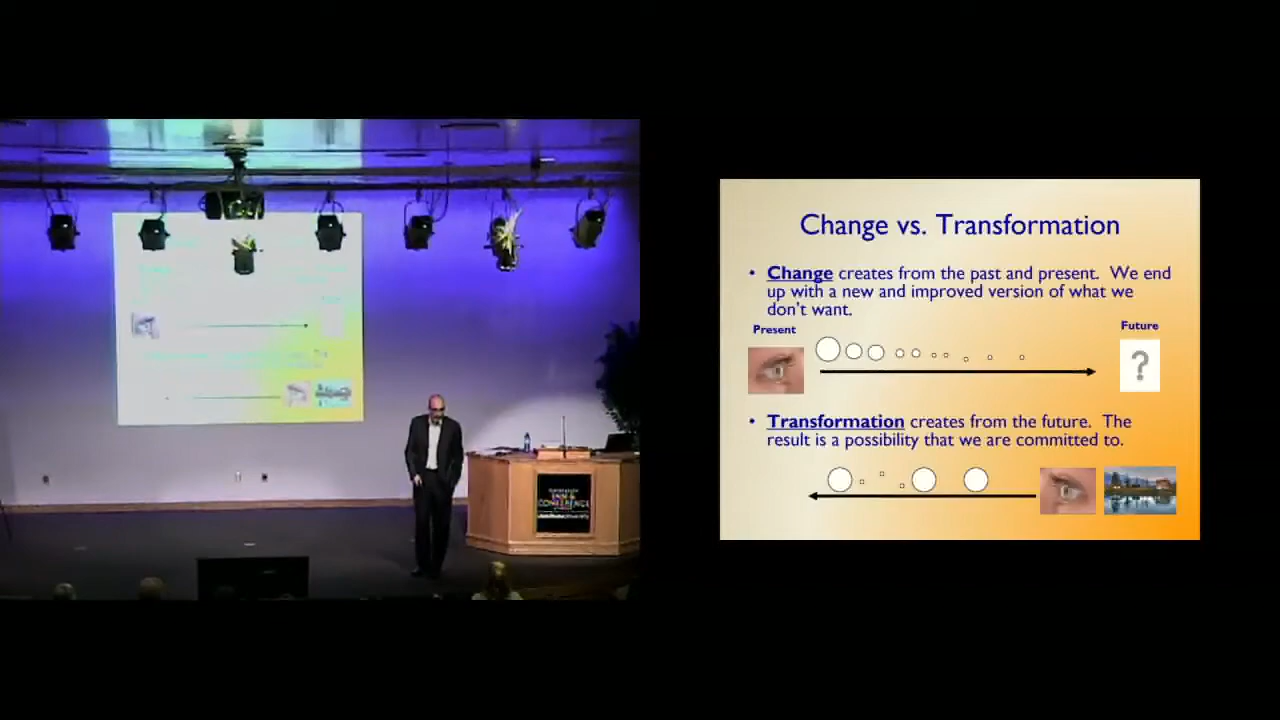 Change vs. Transformation
• Change creates from the past and present. We end
up with a new and improved version of what we
don't want.
Present
Future
?
• Transformation creates from the future. The
result is a possibility that we are committed to.
INN &
CONFERENCE